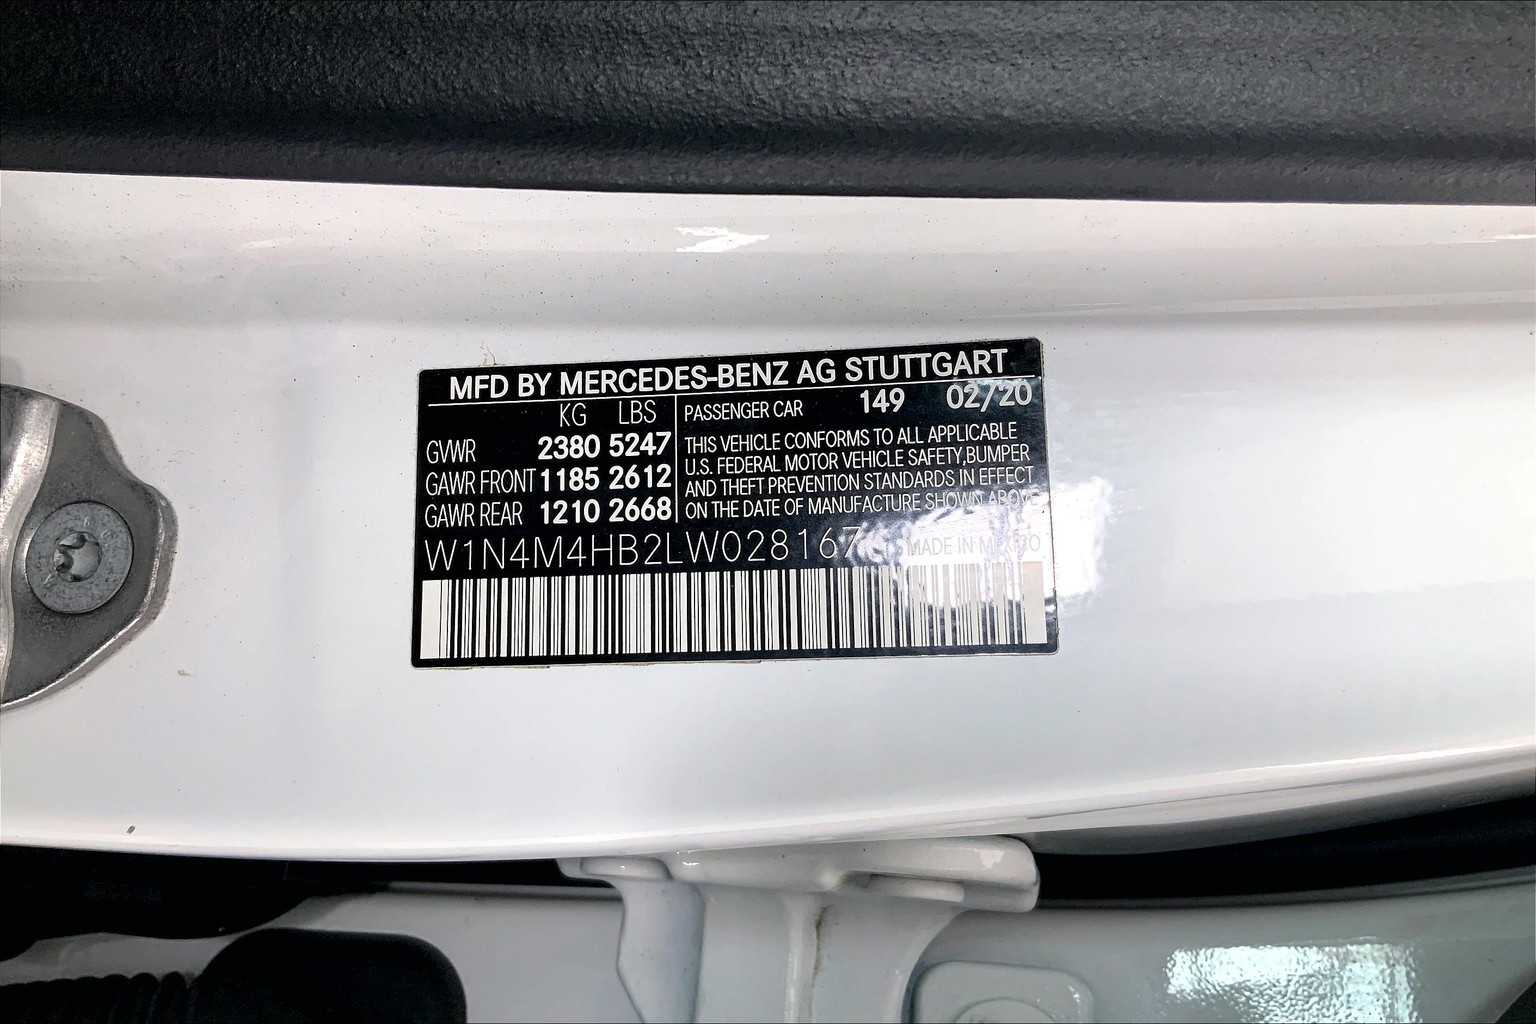 MFD BY MERCEDES-BENZ AG STUTTGART
KG LBS
GVWR 2380 5247
GAWR FRONT 1185 2612
GAWR REAR 1210 2668
PASSENGER CAR 149 02/20
THIS VEHICLE CONFORMS TO ALL APPLICABLE
U.S. FEDERAL MOTOR VEHICLE SAFETY,BUMPER
AND THEFT PREVENTION STANDARDS IN EFFECT
ON THE DATE OF MANUFACTURE SHOWN ABOVE
W1N4M4HB2LW028167 MADE IN MEXICO